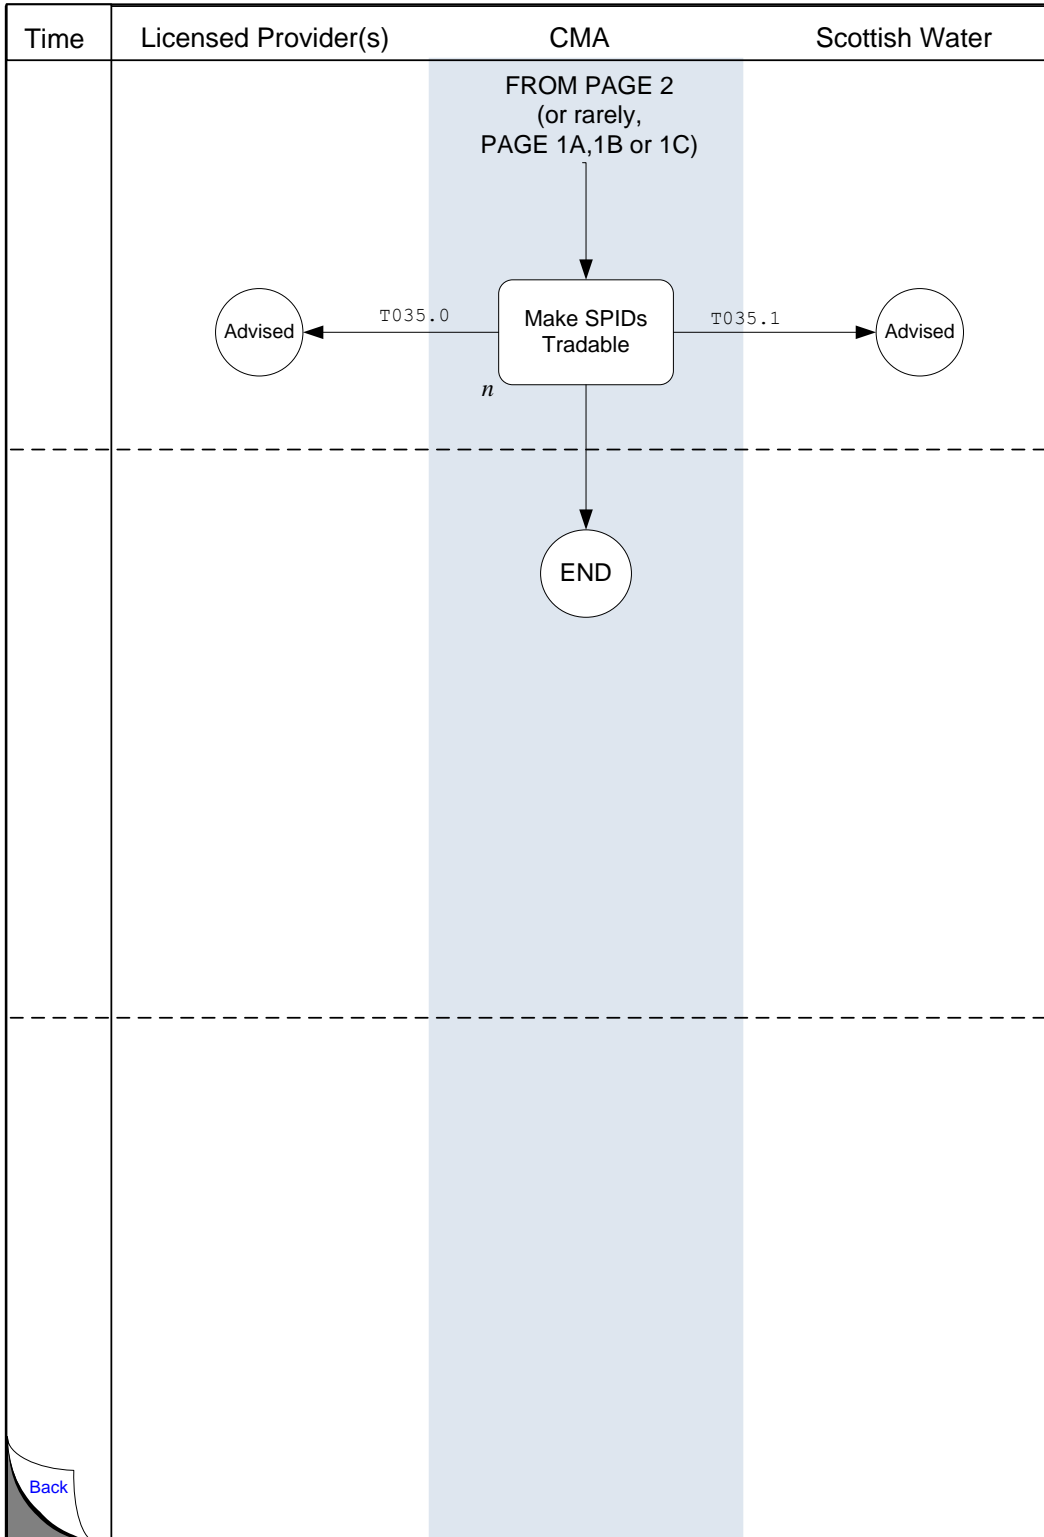 Time
Licensed Provider(s)
CMA
Scottish Water
FROM PAGE 2
(or rarely,
PAGE 1A,1B or 1C)
Advised
T035.0
Make SPIDs
Tradable
T035.1
Advised
n
END
Back